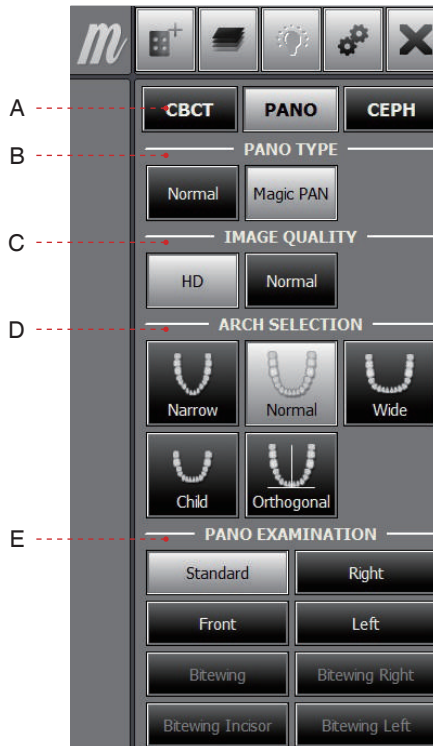 m
A
CBCT PANO CEPH
B
PANO TYPE
Normal Magic PAN
C
IMAGE QUALITY
HD Normal
D
ARCH SELECTION
Narrow Normal Wide
Child Orthogonal
E
PANO EXAMINATION
Standard Right
Front Left
Bitewing Bitewing Right
Bitewing Incisor Bitewing Left